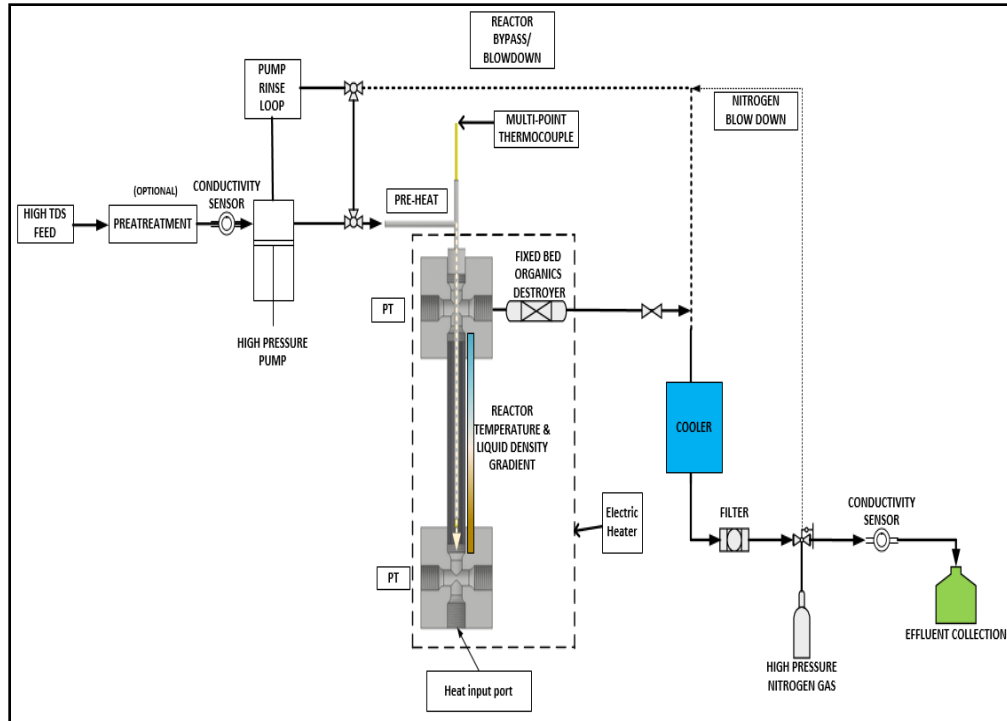 REACTOR
BYPASS/
BLOWDOWN
PUMP
RINSE
LOOP
NITROGEN
BLOW DOWN
MULTI-POINT
THERMOCOUPLE
(OPTIONAL)
CONDUCTIVITY
SENSOR
PRE-HEAT
HIGH TDS
FEED
PRETREATMENT
FIXED BED
ORGANICS
DESTROYER
PT
HIGH PRESSURE
PUMP
REACTOR
TEMPERATURE &
LIQUID DENSITY
GRADIENT
COOLER
Electric
Heater
FILTER
CONDUCTIVITY
SENSOR
PT
EFFLUENT COLLECTION
HIGH PRESSURE
NITROGEN GAS
Heat input port